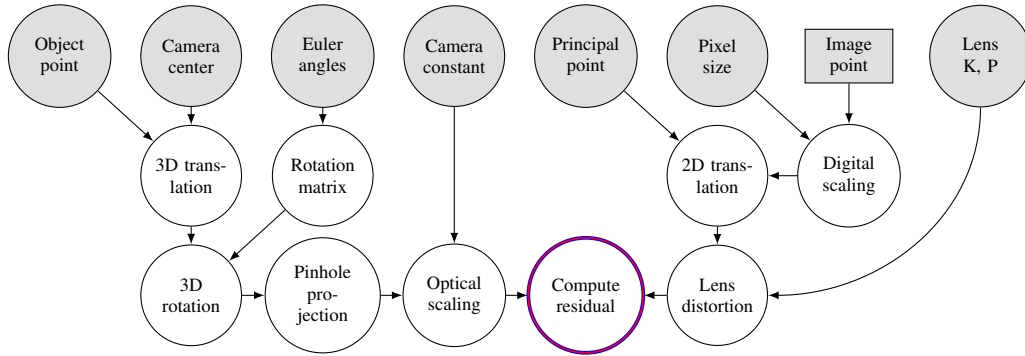 Object
point
Camera
center
Euler
angles
Camera
constant
Principal
point
Pixel
size
Image
point
Lens
K, P
3D trans-
lation
Rotation
matrix
2D trans-
lation
Digital
scaling
3D
rotation
Pinhole
pro-
jection
Optical
scaling
Compute
residual
Lens
distortion